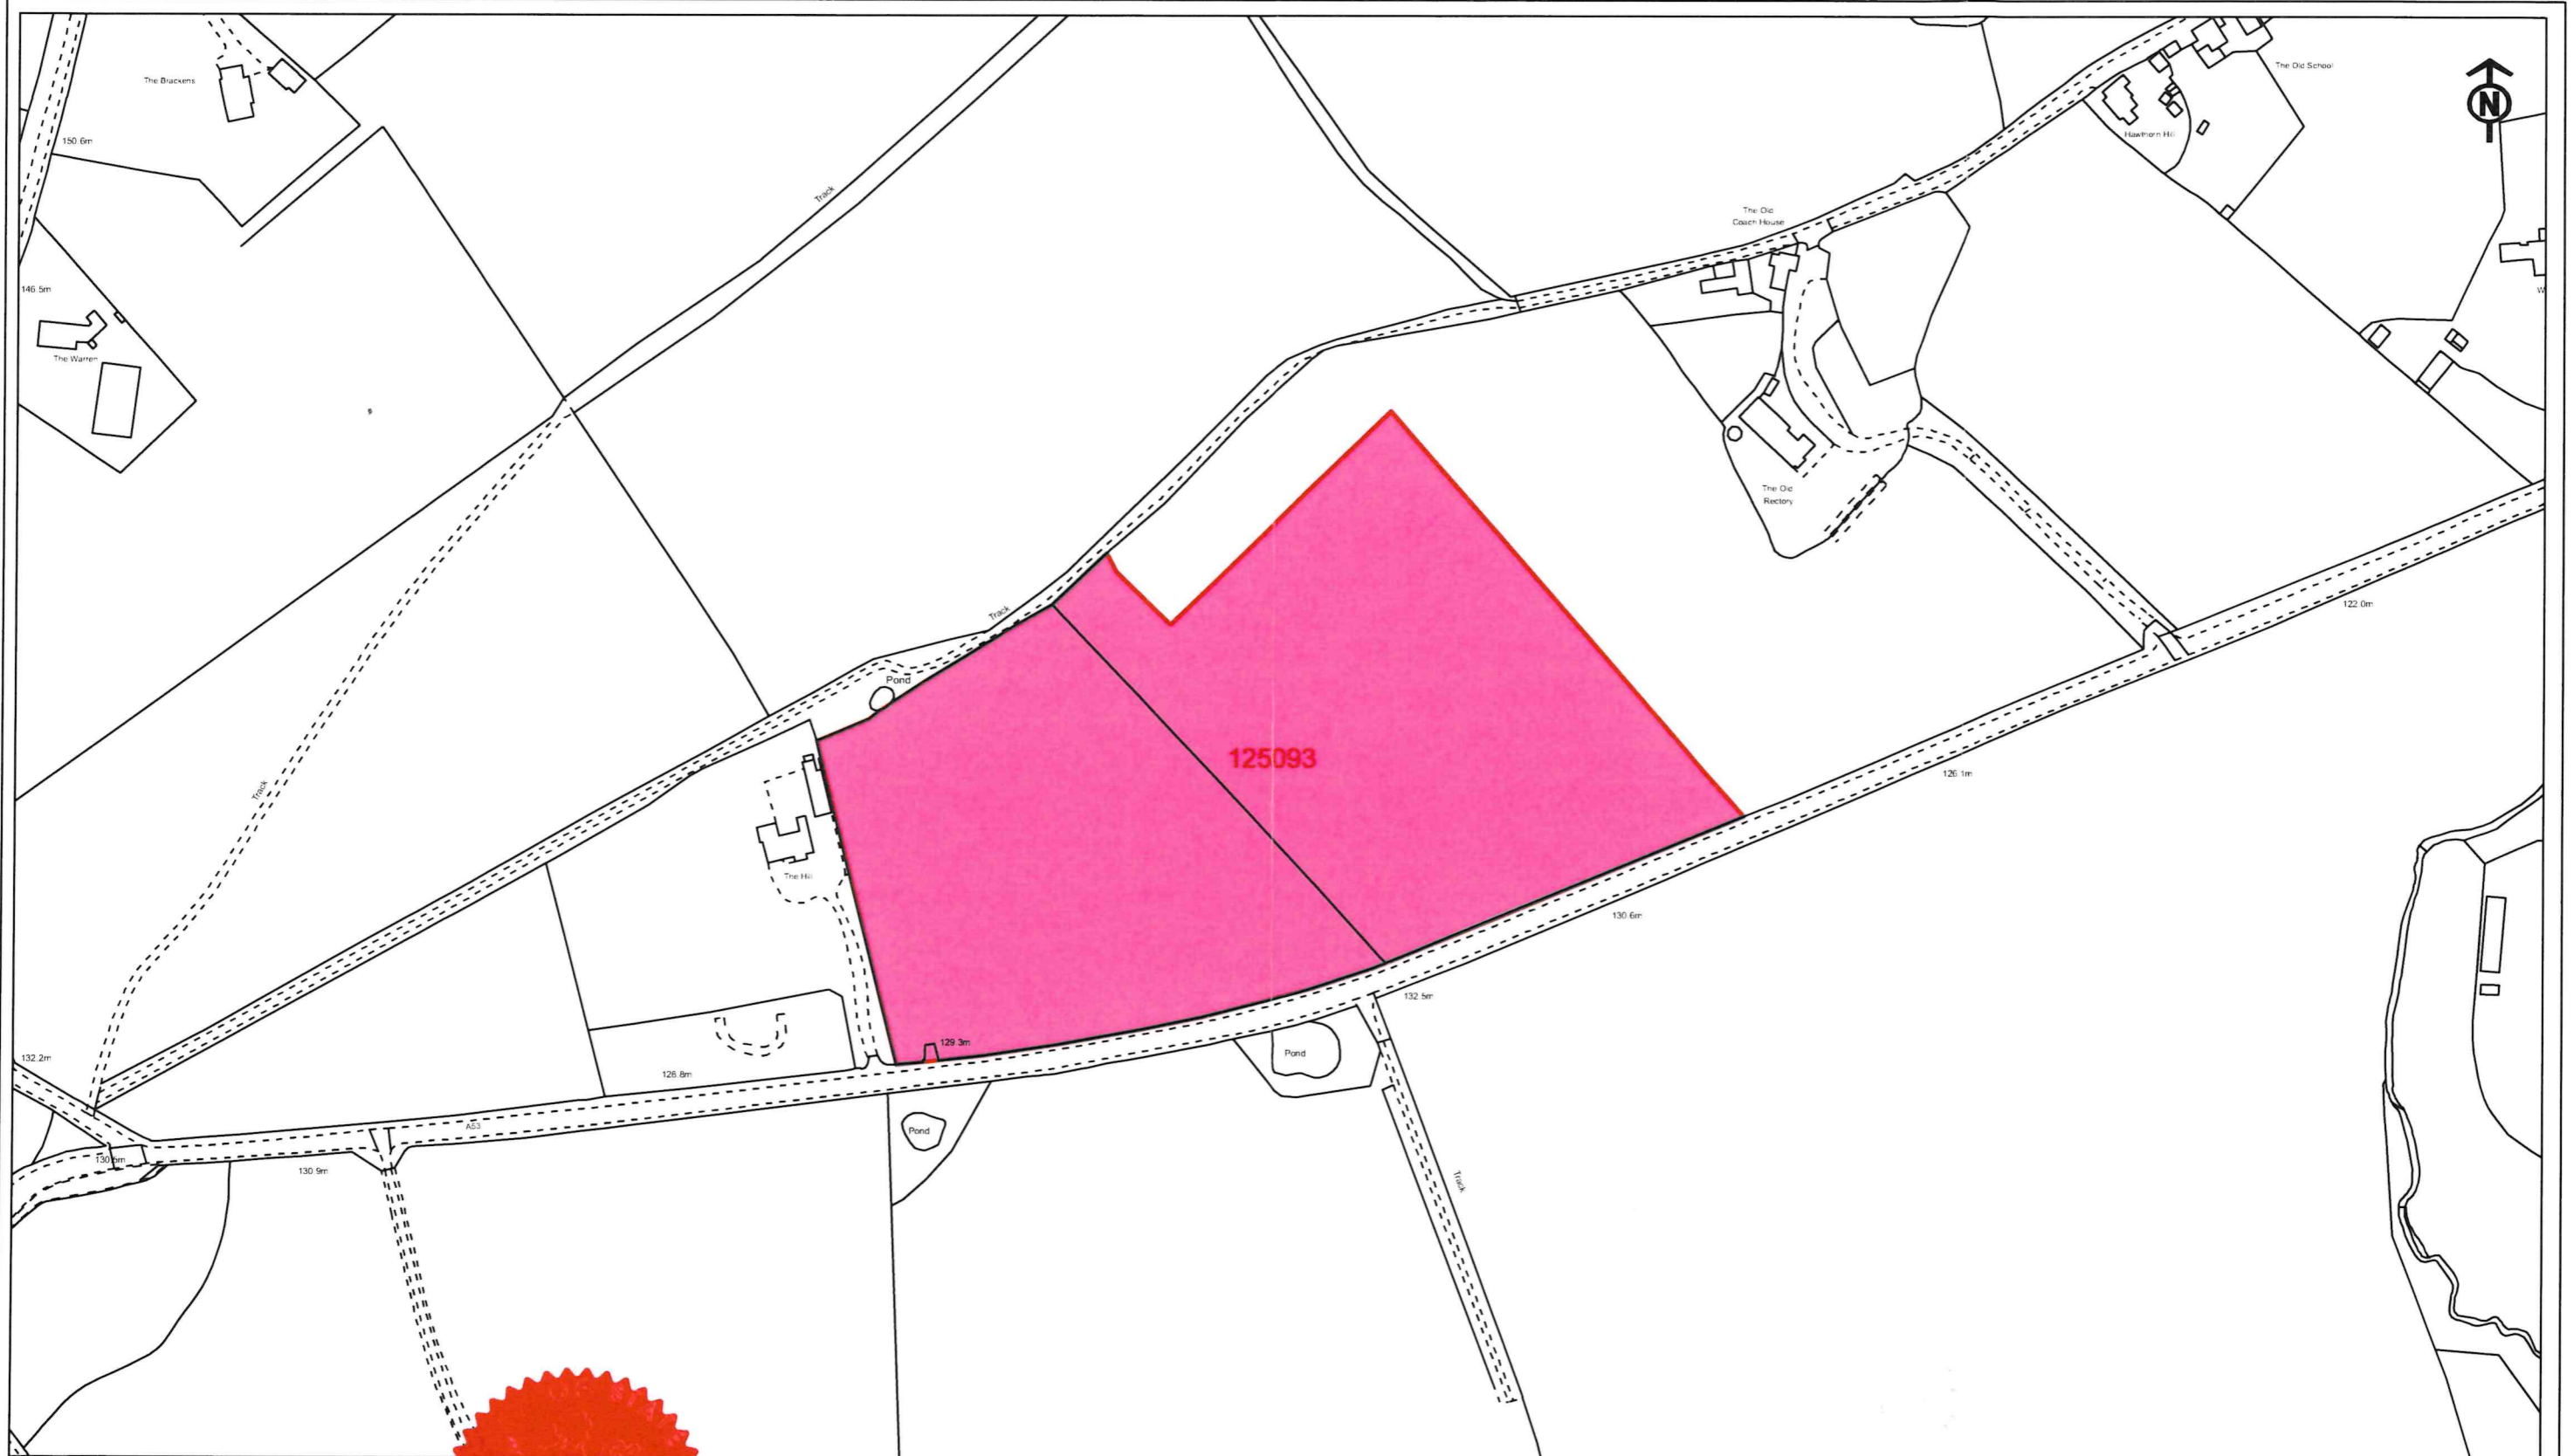 The Brackens
The Old School
N
150.6m
Hawthorn Hill
Track
The Old
Coach House
146.5m
The Warren
The Old
Rectory
122.0m
Track
Pond
125093
126.1m
Track
The Hill
130.6m
132.5m
129.3m
Pond
132.2m
128.8m
A53
Pond
130.9m
Track